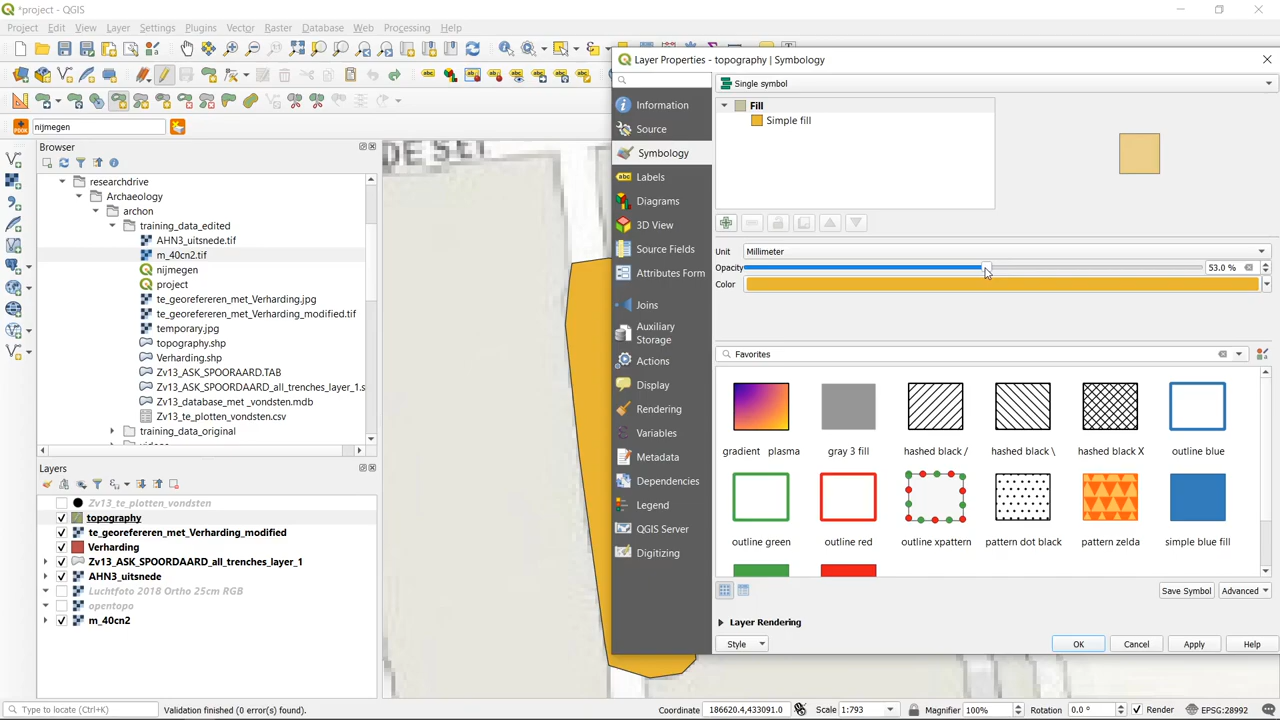 *project - QGIS
Project Edit View Layer Settings Plugins Vector Raster Database Web Processing Help
Layer Properties - topography | Symbology
Information
Source
Symbology
Labels
Diagrams
3D View
Source Fields
Attributes Form
Joins
Auxiliary
Storage
Actions
Display
Rendering
Variables
Metadata
Dependencies
Legend
QGIS Server
Digitizing
Single symbol
Fill
Simple fill
Unit Millimeter
Opacity 53.0 %
Color
Favorites
gradient plasma
gray 3 fill
hashed black /
hashed black \
hashed black X
outline blue
outline green
outline red
outline xpattern
pattern dot black
pattern zelda
simple blue fill
Save Symbol
Advanced
Layer Rendering
Style
OK
Cancel
Apply
Help
nijmegen
Browser
researchdrive
Archaeology
archon
training_data_edited
AHN3_uitsnede.tif
m_40cn2.tif
nijmegen
project
te_georefereren_met_Verharding.jpg
te_georefereren_met_Verharding_modified.tif
temporary.jpg
topography.shp
Verharding.shp
Zv13_ASK_SPOORAARD.TAB
Zv13_ASK_SPOORDAARD_all_trenches_layer_1.s
Zv13_database_met _vondsten.mdb
Zv13_te_plotten_vondsten.csv
training_data_original
Layers
Zv13_te_plotten_vondsten
topography
te_georefereren_met_Verharding_modified
Verharding
Zv13_ASK_SPOORDAARD_all_trenches_layer_1
AHN3_uitsnede
Luchtfoto 2018 Ortho 25cm RGB
opentopo
m_40cn2
Type to locate (Ctrl+K)
Validation finished (0 error(s) found).
Coordinate 186620.4,433091.0
Scale 1:793
Magnifier 100%
Rotation 0.0 °
Render
EPSG:28992